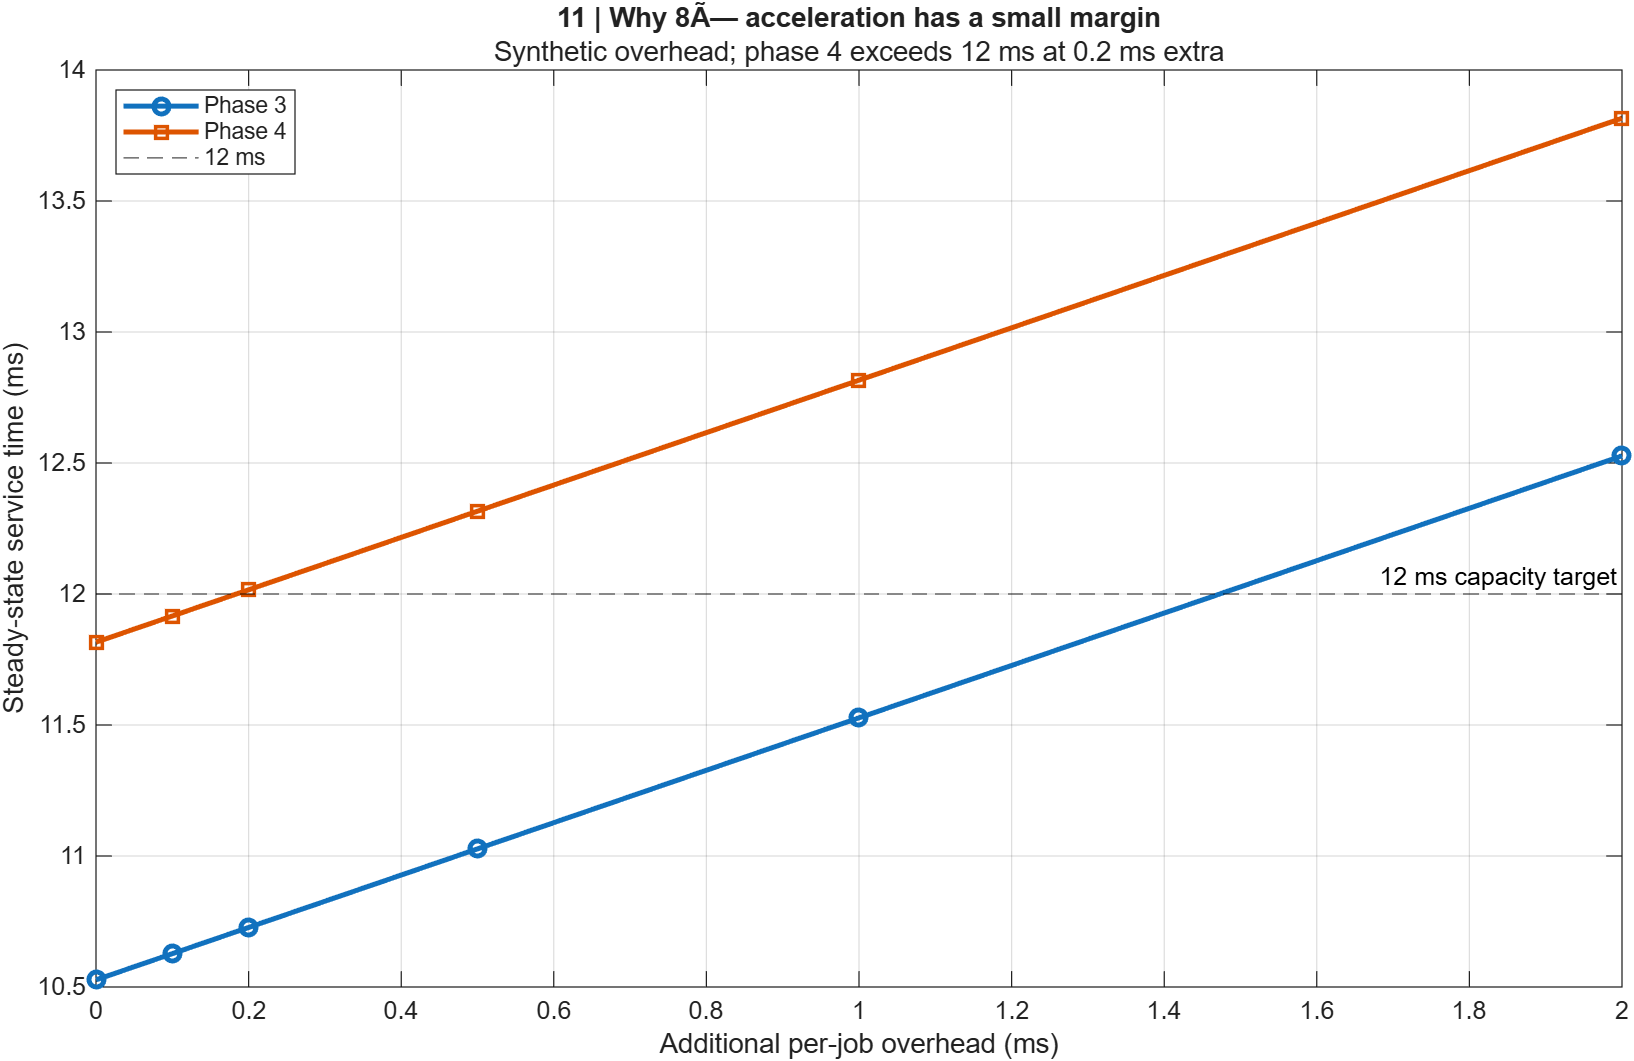 11 | Why 8Ã— acceleration has a small margin
Synthetic overhead; phase 4 exceeds 12 ms at 0.2 ms extra
Phase 3
Phase 4
12 ms
14
13.5
13
12.5
12
11.5
11
10.5
Steady-state service time (ms)
12 ms capacity target
0
0.2
0.4
0.6
0.8
1
1.2
1.4
1.6
1.8
2
Additional per-job overhead (ms)